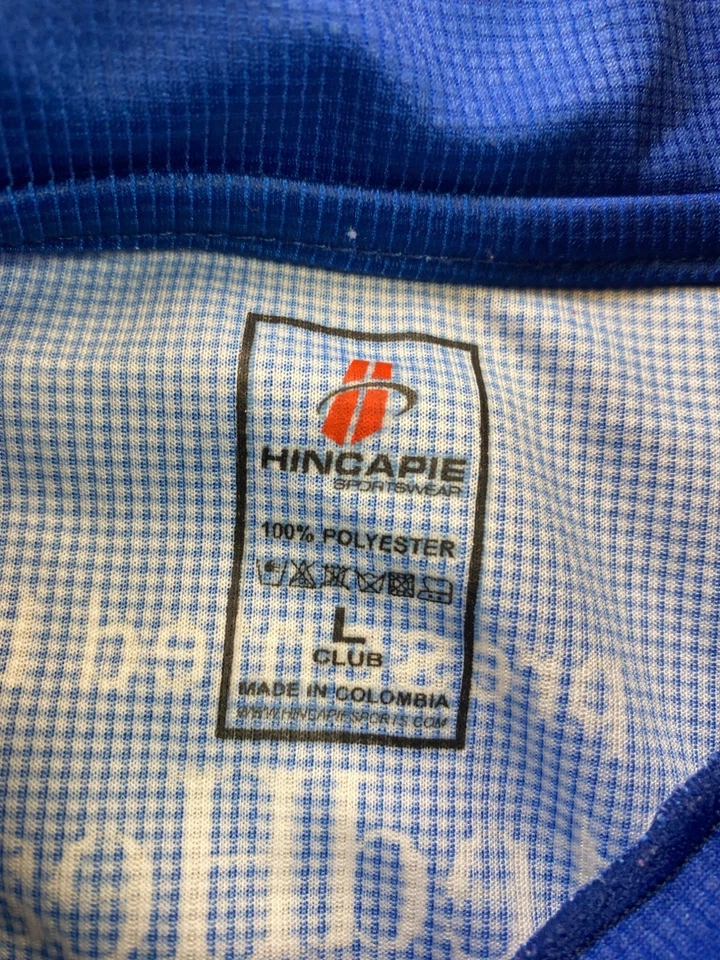 HINCAPIE
SPORTSWEAR
100% POLYESTER
L
CLUB
MADE IN COLOMBIA
WWW.HINCAPIESPORTS.COM